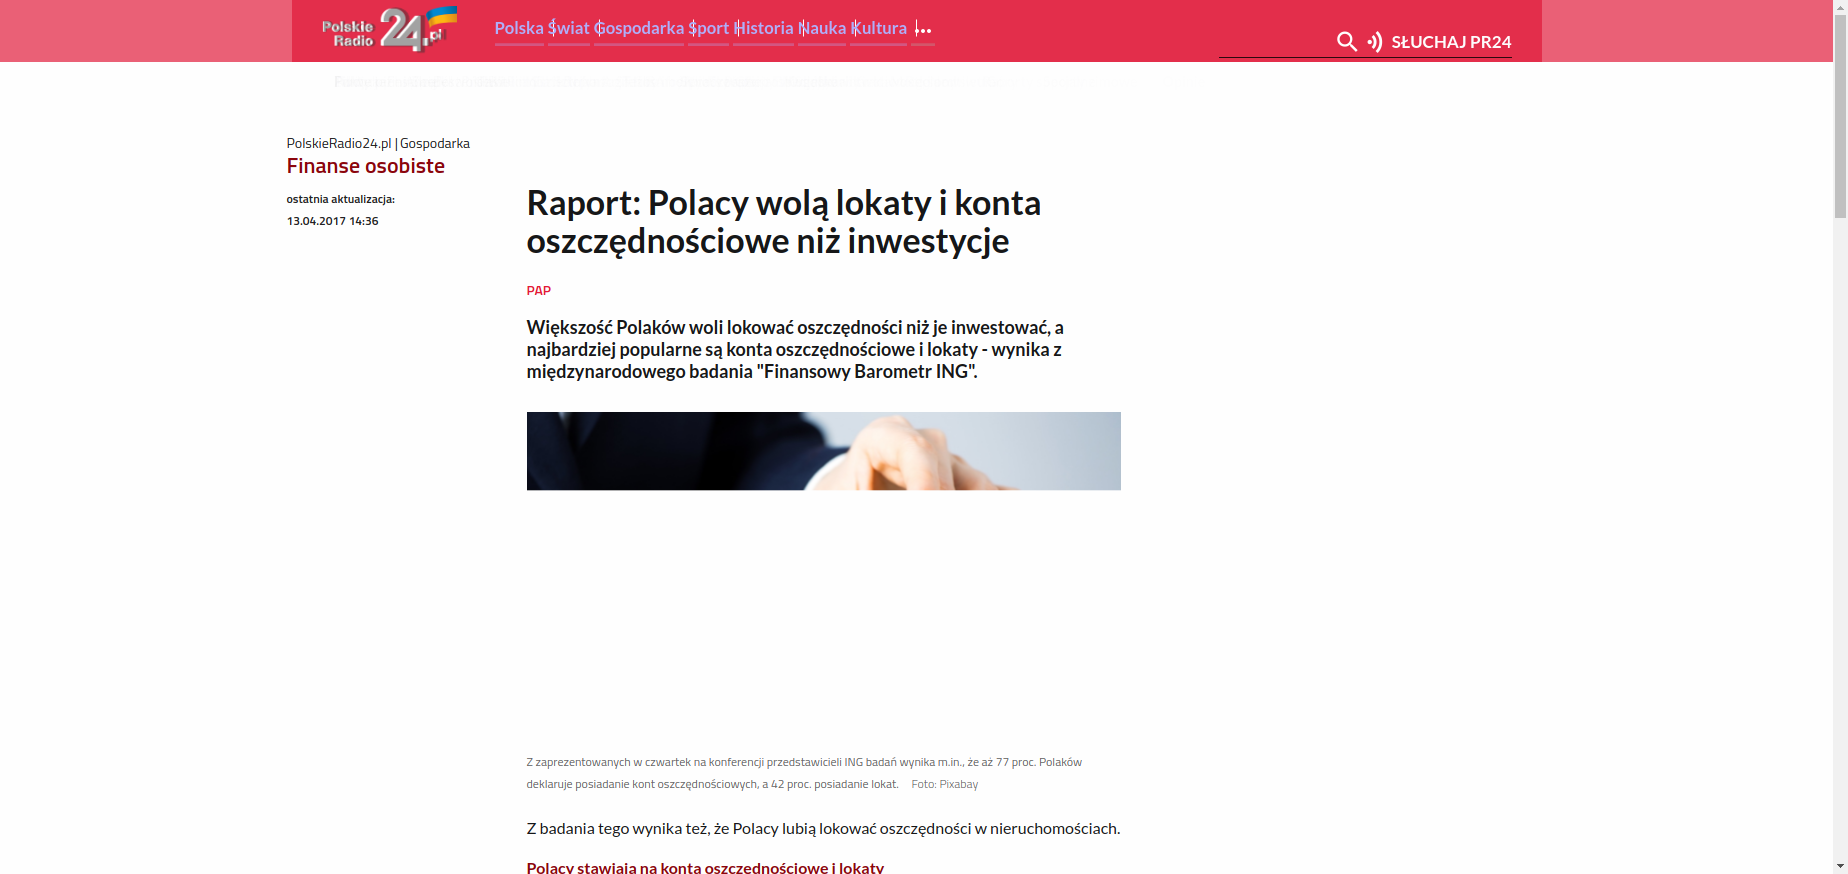 Polskie
Radio
24.pl
Polska Świat Gospodarka Sport Historia Nauka Kultura
SŁUCHAJ PR24
PolskieRadio24.pl | Gospodarka
Finanse osobiste
ostatnia aktualizacja:
13.04.2017 14:36
Raport: Polacy wolą lokaty i konta
oszczędnościowe niż inwestycje
PAP
Większość Polaków woli lokować oszczędności niż je inwestować, a
najbardziej popularne są konta oszczędnościowe i lokaty - wynika z
międzynarodowego badania "Finansowy Barometr ING".
Z zaprezentowanych w czwartek na konferencji przedstawicieli ING badań wynika m.in., że aż 77 proc. Polaków
deklaruje posiadanie kont oszczędnościowych, a 42 proc. posiadanie lokat. Foto: Pixabay
Z badania tego wynika też, że Polacy lubią lokować oszczędności w nieruchomościach.
Polacy stawiają na konta oszczędnościowe i lokaty